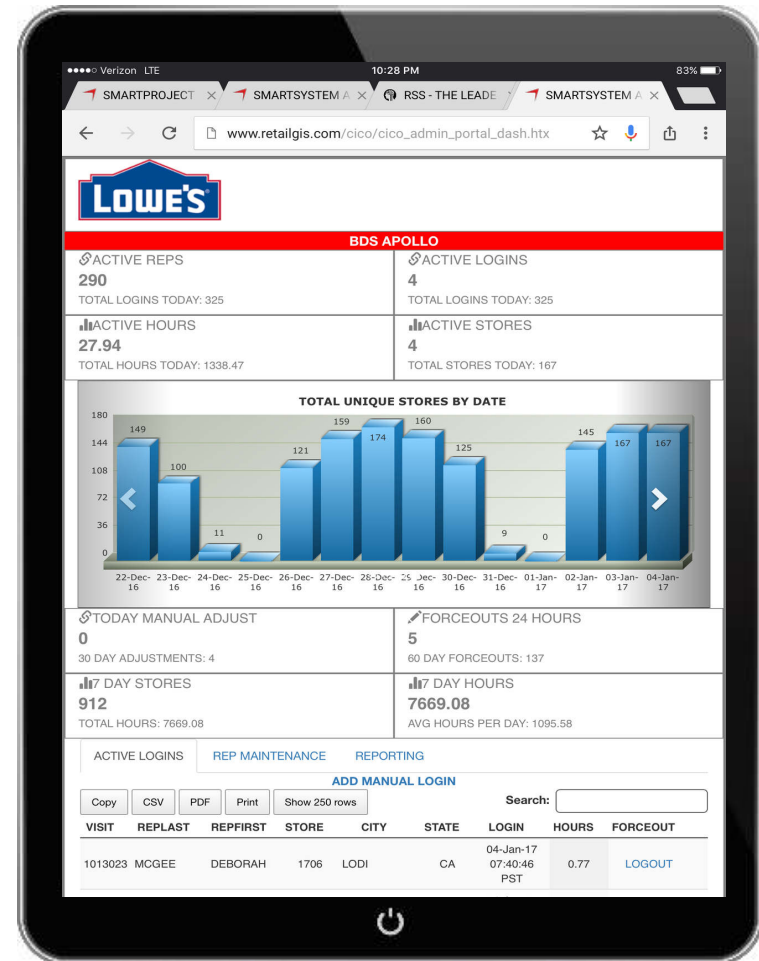 ●●●●○ Verizon LTE 10:28 PM 83%
SMARTPROJECT × SMARTSYSTEM A × RSS - THE LEADE SMARTSYSTEM A ×
www.retailgis.com/cico/cico_admin_portal_dash.htx
LOWE'S
BDS APOLLO
ACTIVE REPS ACTIVE LOGINS
290 4
TOTAL LOGINS TODAY: 325 TOTAL LOGINS TODAY: 325
ACTIVE HOURS ACTIVE STORES
27.94 4
TOTAL HOURS TODAY: 1338.47 TOTAL STORES TODAY: 167
TOTAL UNIQUE STORES BY DATE
180
144
108
72
36
0
149 100 11 0 121 159 174 160 125 9 0 145 167 167
22-Dec- 23-Dec- 24-Dec- 25-Dec- 26-Dec- 27-Dec- 28-Dec- 29-Dec- 30-Dec- 31-Dec- 01-Jan- 02-Jan- 03-Jan- 04-Jan-
16 16 16 16 16 16 16 16 16 16 17 17 17 17
TODAY MANUAL ADJUST FORCEOUTS 24 HOURS
0 5
30 DAY ADJUSTMENTS: 4 60 DAY FORCEOUTS: 137
7 DAY STORES 7 DAY HOURS
912 7669.08
TOTAL HOURS: 7669.08 AVG HOURS PER DAY: 1095.58
ACTIVE LOGINS REP MAINTENANCE REPORTING
ADD MANUAL LOGIN
Copy CSV PDF Print Show 250 rows Search:
VISIT REPLAST REPFIRST STORE CITY STATE LOGIN HOURS FORCEOUT
1013023 MCGEE DEBORAH 1706 LODI CA 04-Jan-17 07:40:46 PST 0.77 LOGOUT